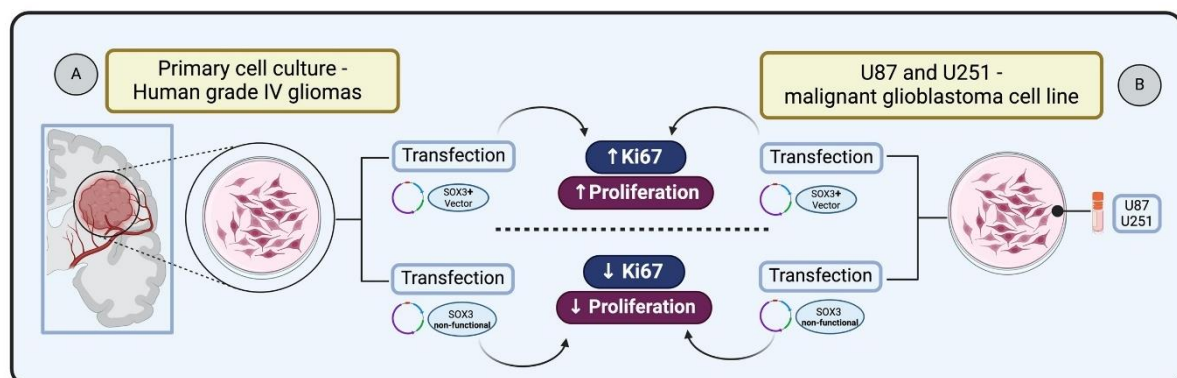 A
Primary cell culture -
Human grade IV gliomas
U87 and U251 -
malignant glioblastoma cell line
B
Transfection
SOX3+
Vector
↑Ki67
↑Proliferation
Transfection
SOX3+
Vector
U87
U251
Transfection
SOX3
non-functional
↓ Ki67
↓ Proliferation
Transfection
SOX3
non-functional